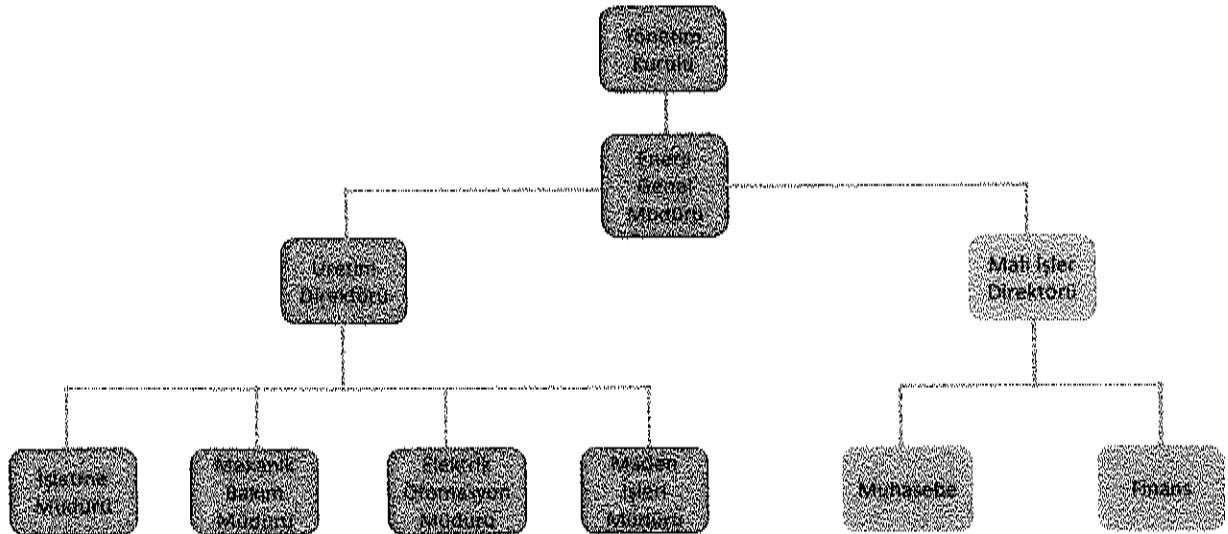 Yönetim
Kurulu
Enerji
Genel
Müdürü
Üretim
Direktörü
Mali İşler
Direktörü
İşletme
Müdürü
Mekanik
Bakım
Müdürü
Elektrik
Otomasyon
Müdürü
Maden
İşleri
Müdürü
Muhasebe
Finans